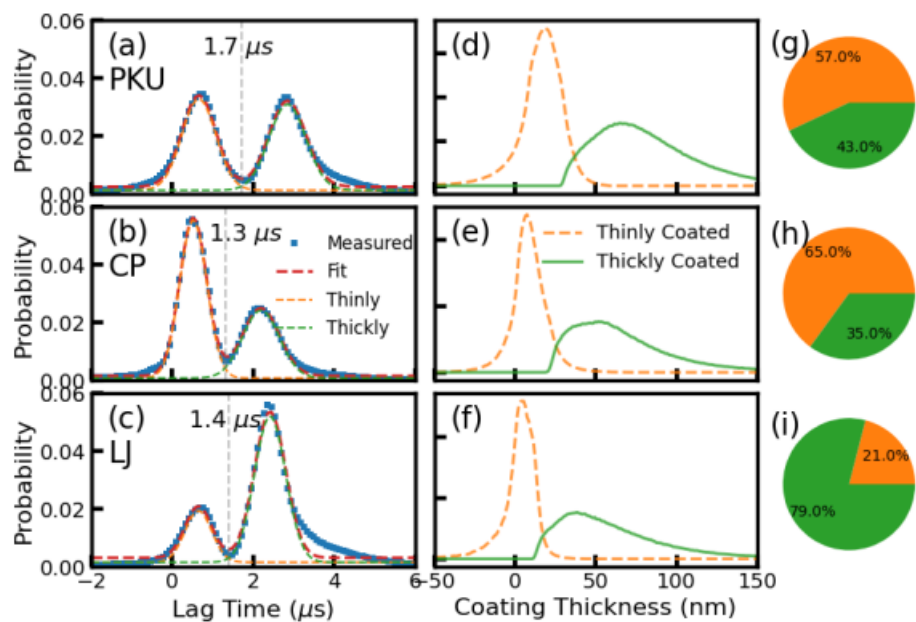 0.06
(a)
PKU
1.7 μs
(d)
(g)
57.0%
43.0%
0.04
0.02
0.00
Probability
0.06
(b)
CP
1.3 μs
Measured
Fit
Thinly
Thickly
(e)
Thinly Coated
Thickly Coated
(h)
65.0%
35.0%
0.04
0.02
0.00
Probability
0.06
(c)
LJ
1.4 μs
(f)
(i)
21.0%
79.0%
0.04
0.02
0.00
Probability
−2 0 2 4 6
Lag Time (μs)
−50 0 50 100 150
Coating Thickness (nm)